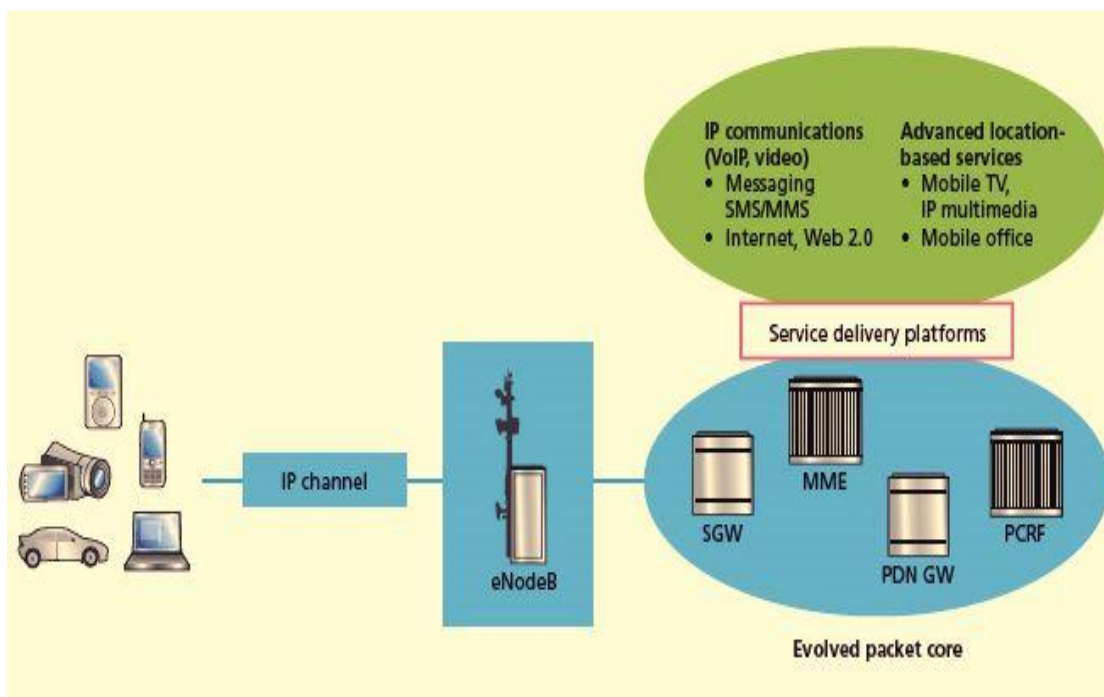 IP communications
(VoIP, video)
• Messaging
SMS/MMS
• Internet, Web 2.0
Advanced location-
based services
• Mobile TV,
IP multimedia
• Mobile office
Service delivery platforms
IP channel
eNodeB
SGW
MME
PDN GW
PCRF
Evolved packet core